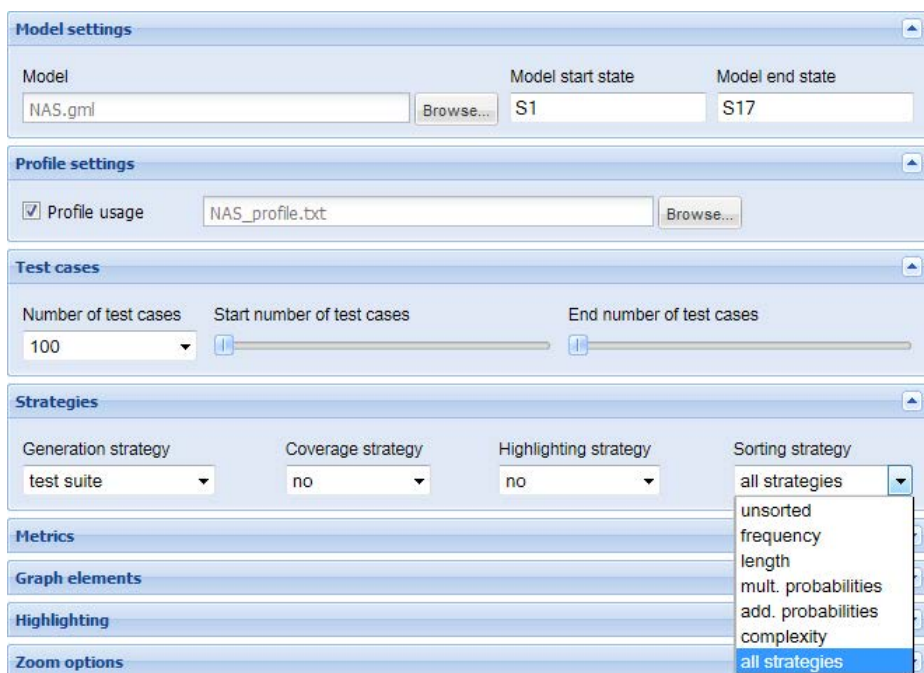 Model settings
Model Model start state Model end state
NAS.gml Browse... S1 S17
Profile settings
Profile usage NAS_profile.txt Browse...
Test cases
Number of test cases Start number of test cases End number of test cases
100
Strategies
Generation strategy Coverage strategy Highlighting strategy Sorting strategy
test suite no no all strategies
unsorted
Metrics
frequency
length
Graph elements
mult. probabilities
add. probabilities
Highlighting
complexity
Zoom options all strategies